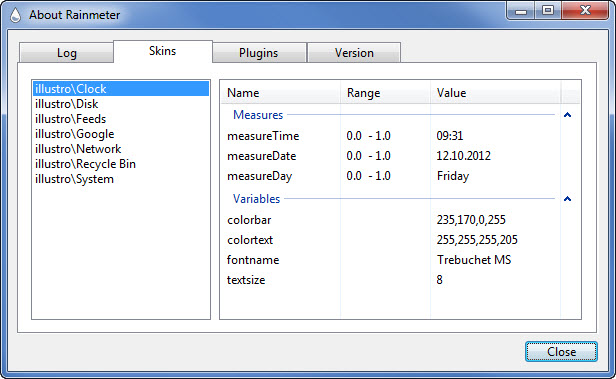 About Rainmeter
Log Skins Plugins Version
illustro\Clock
illustro\Disk
illustro\Feeds
illustro\Google
illustro\Network
illustro\Recycle Bin
illustro\System
Name Range Value
Measures
measureTime 0.0 - 1.0 09:31
measureDate 0.0 - 1.0 12.10.2012
measureDay 0.0 - 1.0 Friday
Variables
colorbar 235,170,0,255
colortext 255,255,255,205
fontname Trebuchet MS
textsize 8
Close